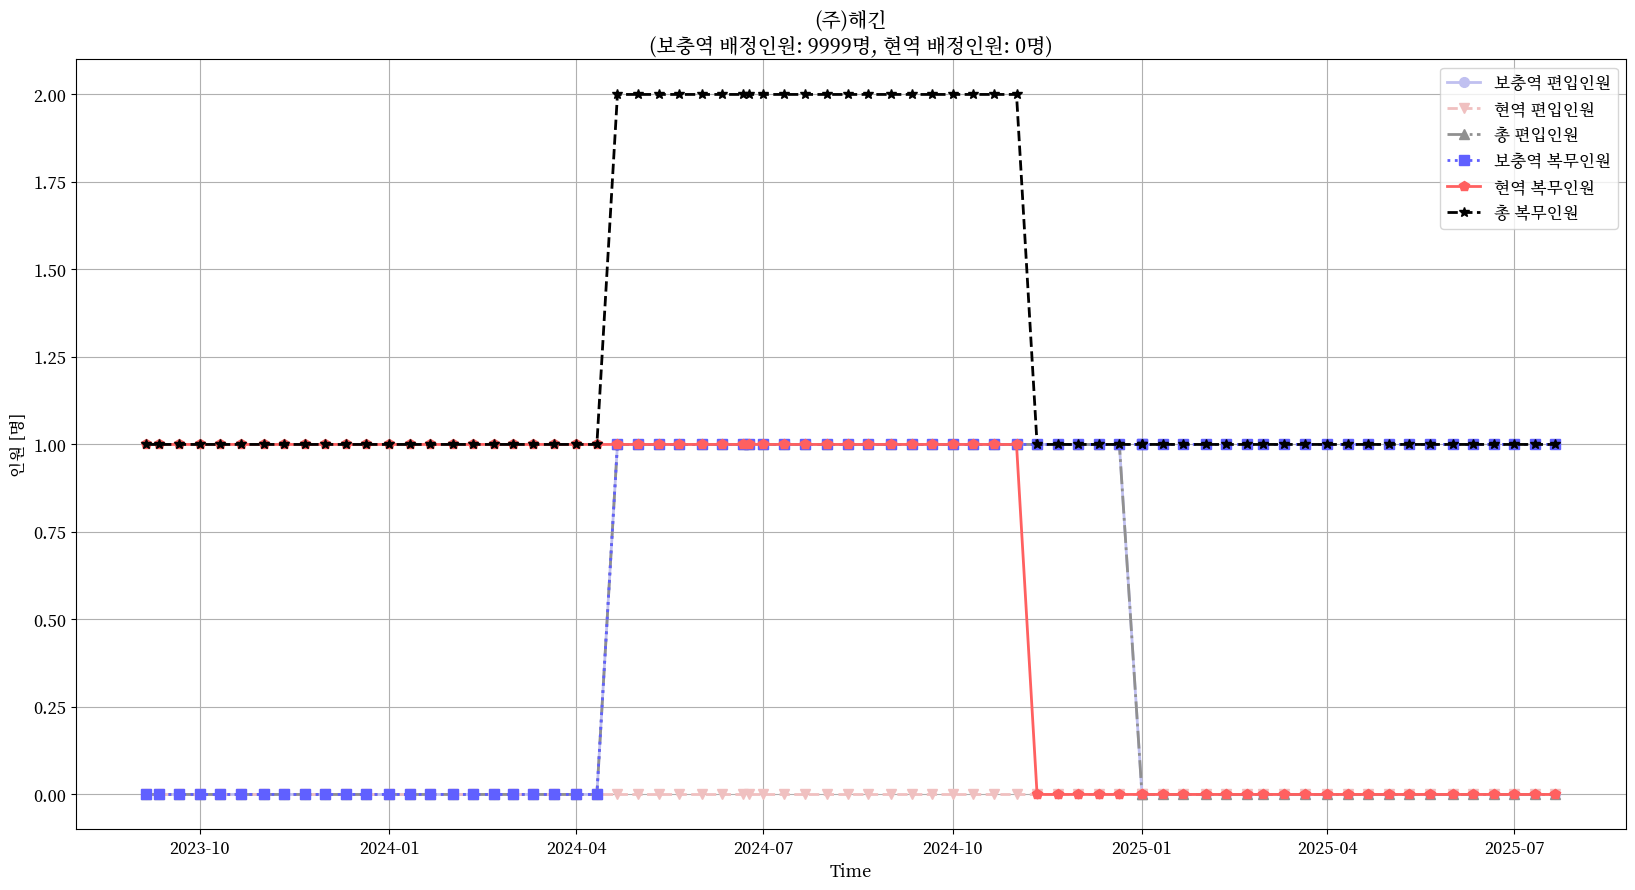 (주)해긴
(보충역 배정인원: 9999명, 현역 배정인원: 0명)
보충역 편입인원
현역 편입인원
총 편입인원
보충역 복무인원
현역 복무인원
총 복무인원
인원 [명]
2.00
1.75
1.50
1.25
1.00
0.75
0.50
0.25
0.00
2023-10
2024-01
2024-04
2024-07
2024-10
2025-01
2025-04
2025-07
Time